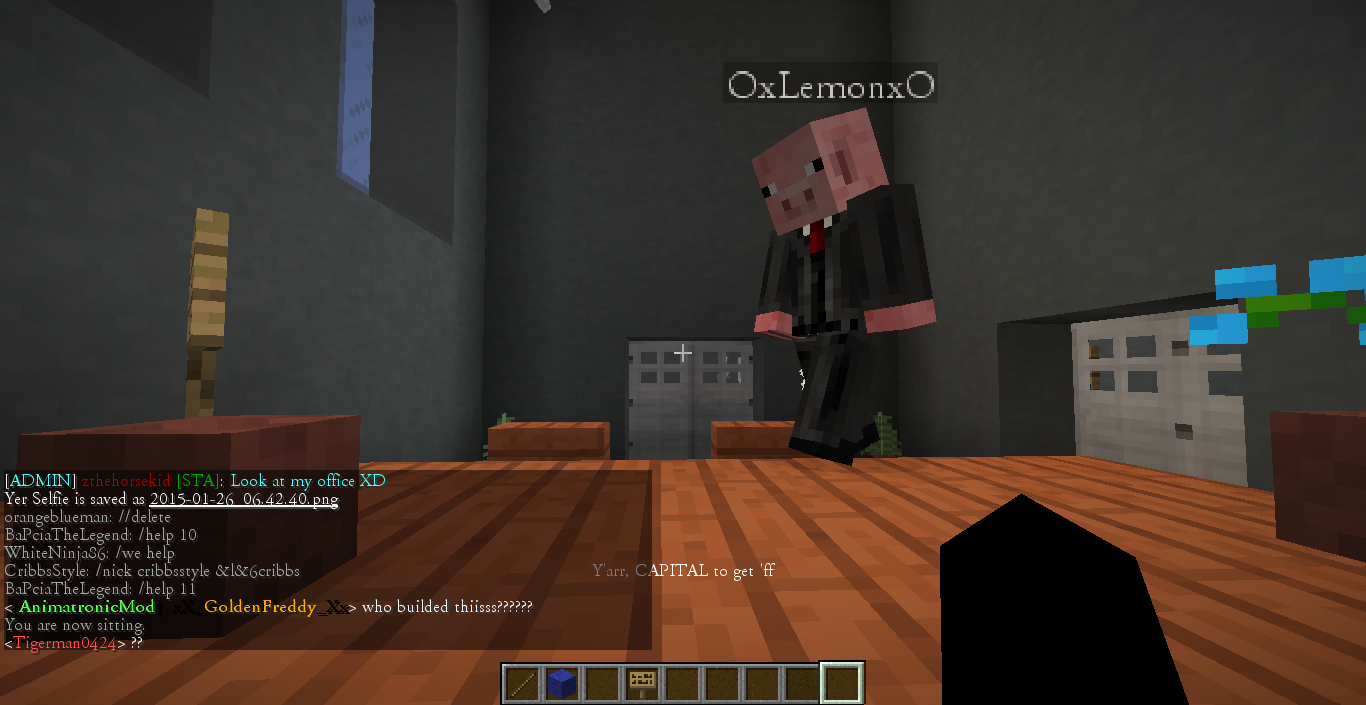 OxLemonxO
[ADMIN] zthehorsekid [STA]: Look at my office XD
Yer Selfie is saved as 2015-01-26_06.42.40.png
orangeblueman: //delete
BaPciaTheLegend: /help 10
WhiteNinja86: /we help
CribbsStyle: /nick cribbsstyle &l&6cribbs
BaPciaTheLegend: /help 11
< AnimatronicMod | xX_GoldenFreddy_Xx> who builded thiisss??????
You are now sitting.
<Tigerman0424> ??
Y'arr, CAPITAL to get 'ff